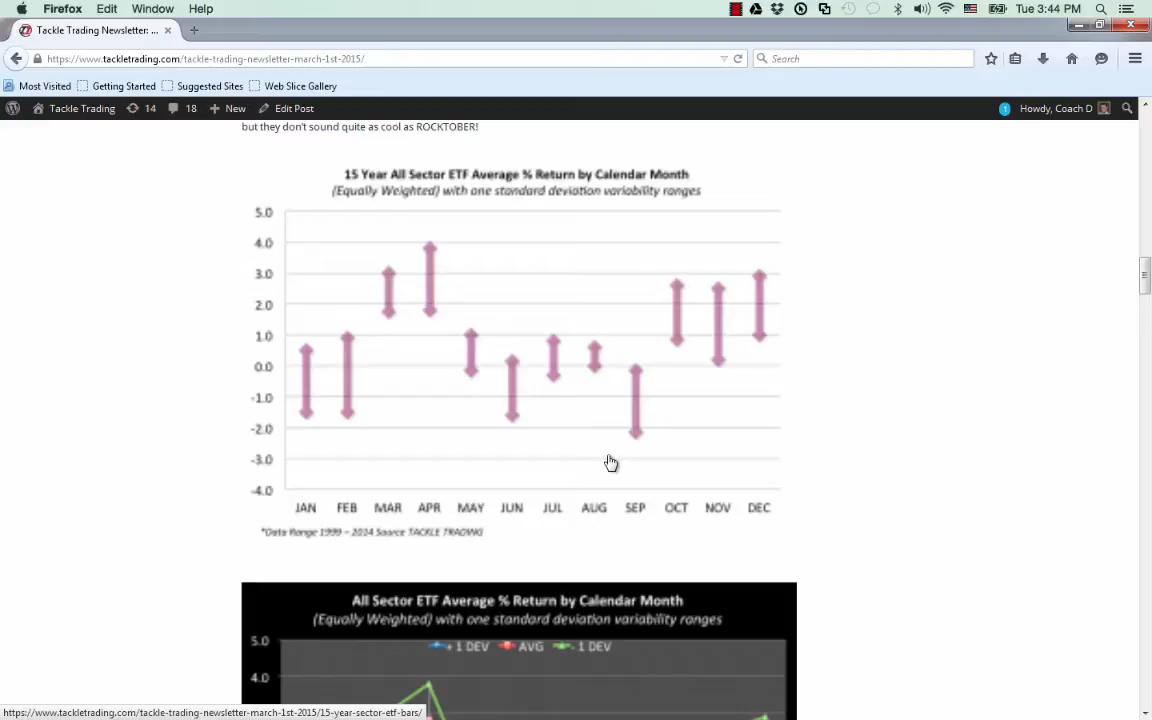 Firefox Edit Window Help Tue 3:44 PM
Tackle Trading Newsletter: ...
https://www.tackletrading.com/tackle-trading-newsletter-march-1st-2015/ Search
Most Visited Getting Started Suggested Sites Web Slice Gallery
Tackle Trading 14 18 New Edit Post 1 Howdy, Coach D
but they don't sound quite as cool as ROCKTOBER!
15 Year All Sector ETF Average % Return by Calendar Month
(Equally Weighted) with one standard deviation variability ranges
5.0
4.0
3.0
2.0
1.0
0.0
-1.0
-2.0
-3.0
-4.0
JAN FEB MAR APR MAY JUN JUL AUG SEP OCT NOV DEC
*Data Range 1999 – 2014 Source TACKLE TRADING
All Sector ETF Average % Return by Calendar Month
(Equally Weighted) with one standard deviation variability ranges
5.0
+ 1 DEV AVG - 1 DEV
4.0
https://www.tackletrading.com/tackle-trading-newsletter-march-1st-2015/15-year-sector-etf-bars/